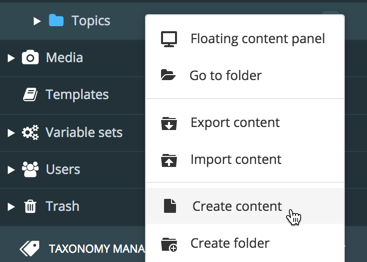 Topics
Media
Templates
Variable sets
Users
Trash
TAXONOMY MANA
Floating content panel
Go to folder
Export content
Import content
Create content
Create folder